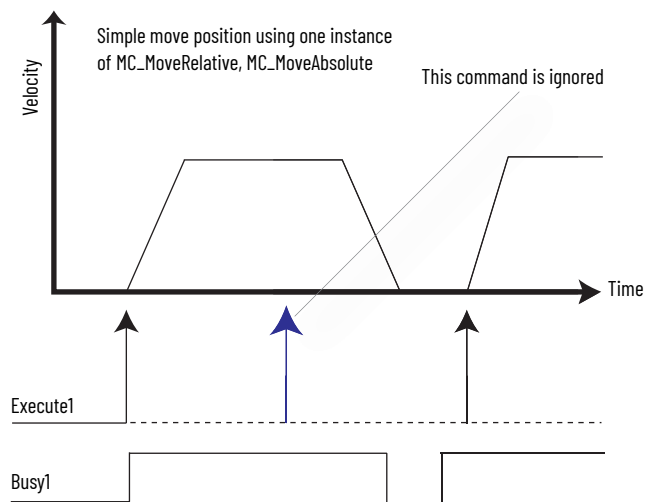 Simple move position using one instance
of MC_MoveRelative, MC_MoveAbsolute
This command is ignored
Velocity
Time
Execute1
Busy1